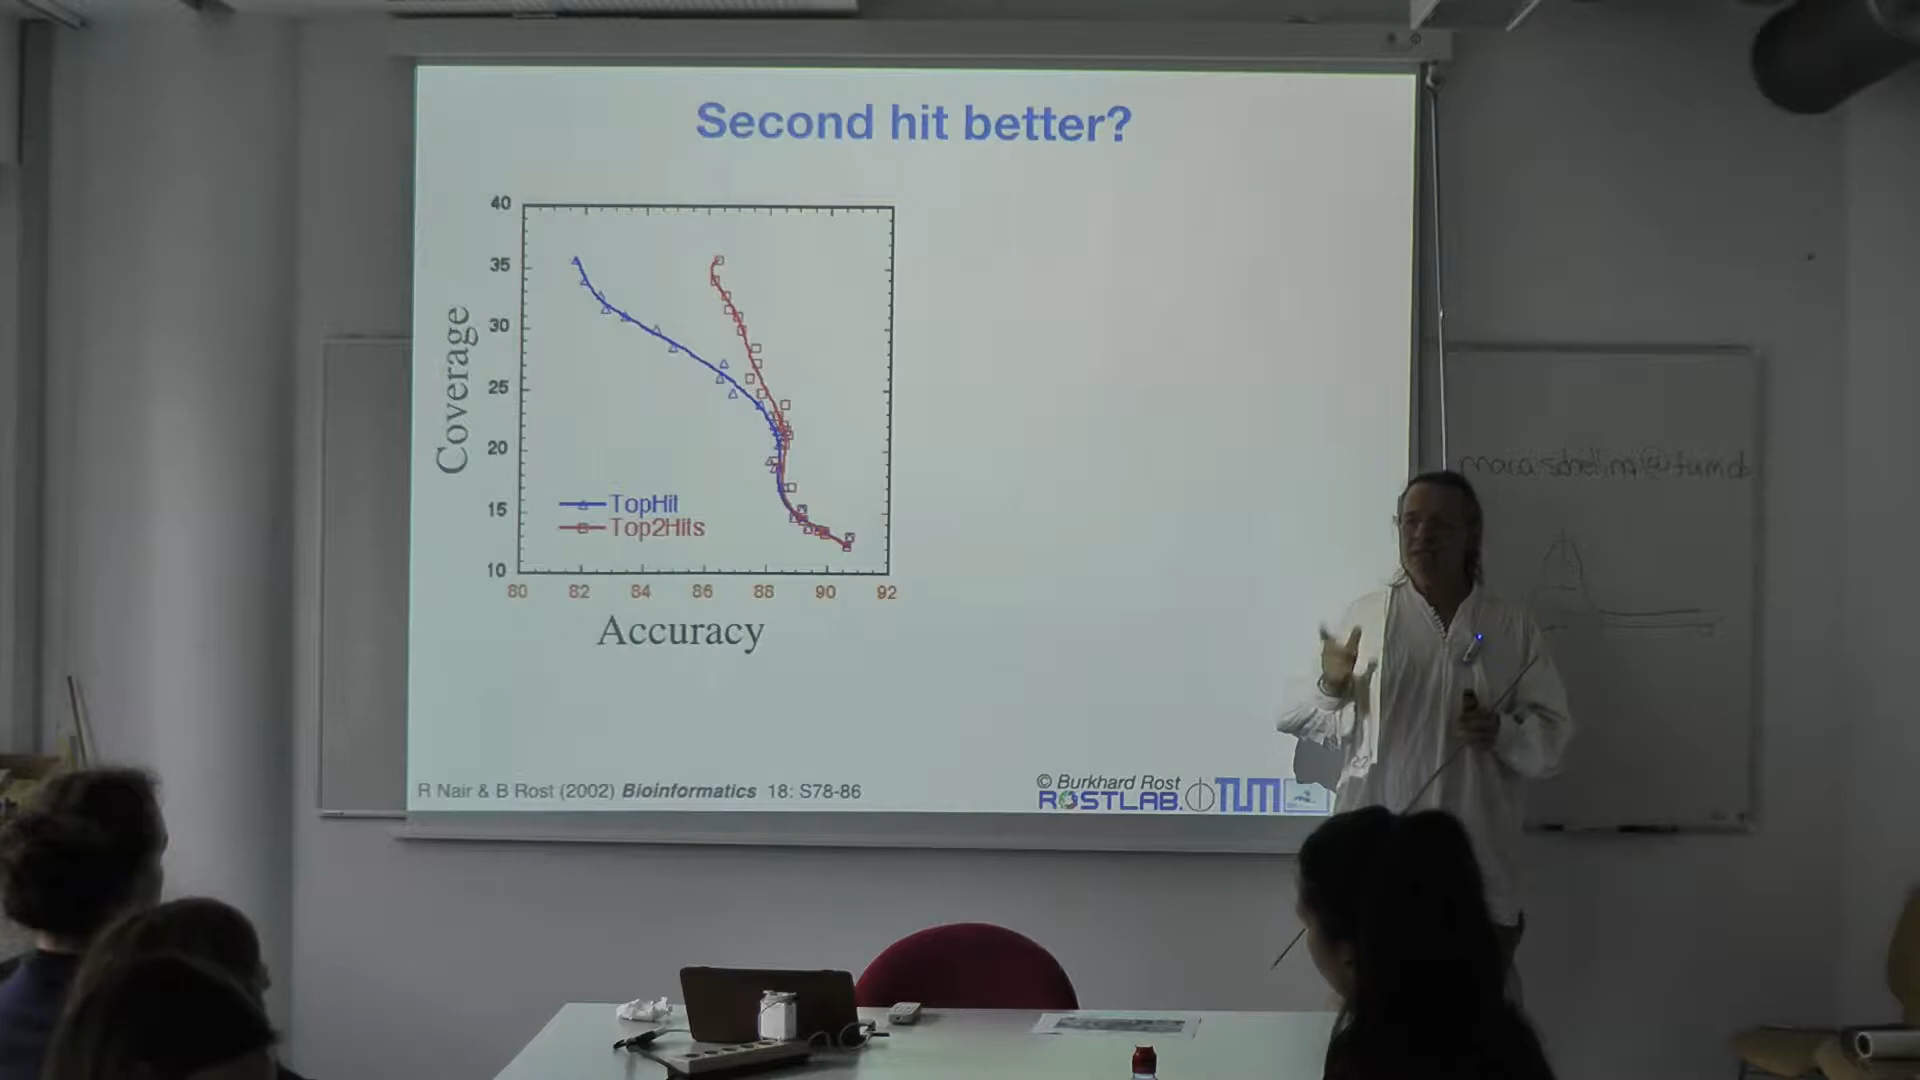 Second hit better?
40
35
30
25
20
15
10
Coverage
TopHit
Top2Hits
80 82 84 86 88 90 92
Accuracy
R Nair & B Rost (2002) Bioinformatics 18: S78-86
© Burkhard Rost
ROSTLAB. TUM